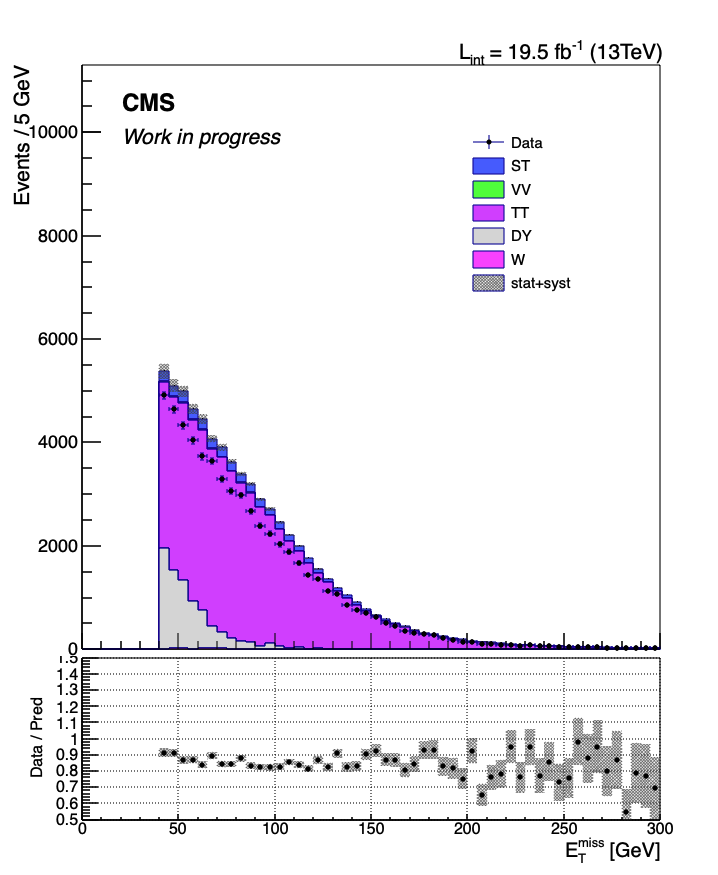 L_int = 19.5 fb⁻¹ (13TeV)
Events / 5 GeV
CMS
Work in progress
Data
ST
VV
TT
DY
W
stat+syst
10000
8000
6000
4000
2000
0
Data / Pred
1.5
1.4
1.3
1.2
1.1
1
0.9
0.8
0.7
0.6
0.5
0 50 100 150 200 250 300
E_T^miss [GeV]